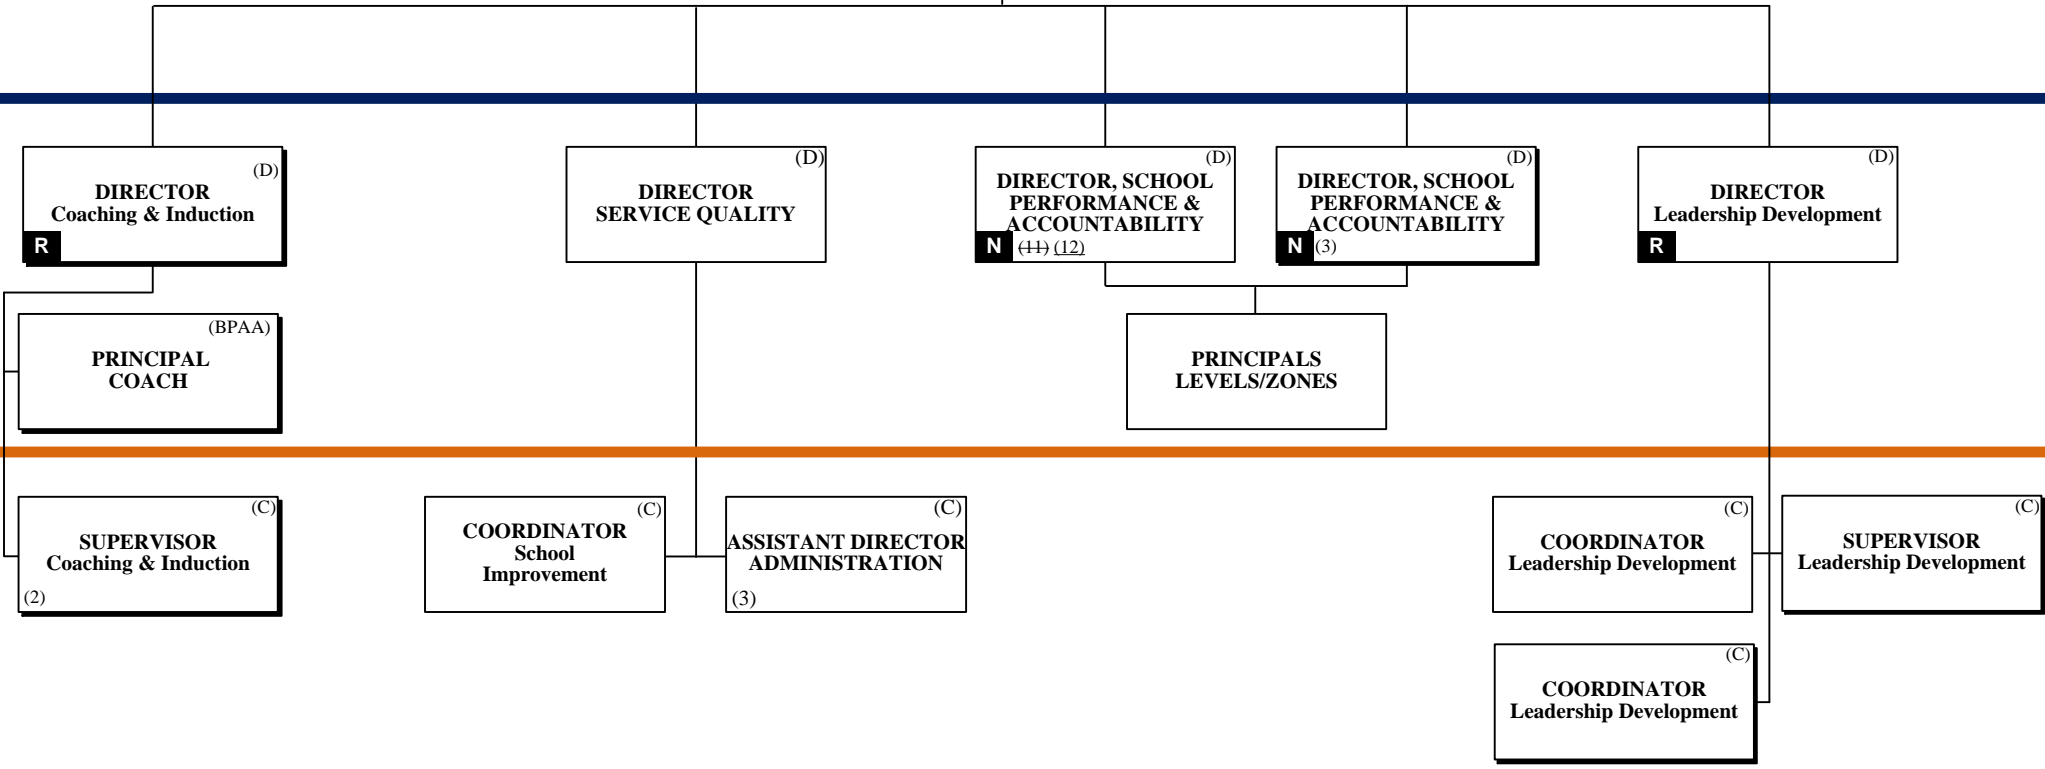 (D)
DIRECTOR
Coaching & Induction
R
(D)
DIRECTOR
SERVICE QUALITY
(D)
DIRECTOR, SCHOOL
PERFORMANCE &
ACCOUNTABILITY
N (11) (12)
(D)
DIRECTOR, SCHOOL
PERFORMANCE &
ACCOUNTABILITY
N (3)
(D)
DIRECTOR
Leadership Development
R
(BPAA)
PRINCIPAL
COACH
PRINCIPALS
LEVELS/ZONES
(C)
SUPERVISOR
Coaching & Induction
(2)
(C)
COORDINATOR
School
Improvement
(C)
ASSISTANT DIRECTOR
ADMINISTRATION
(3)
(C)
COORDINATOR
Leadership Development
(C)
SUPERVISOR
Leadership Development
(C)
COORDINATOR
Leadership Development